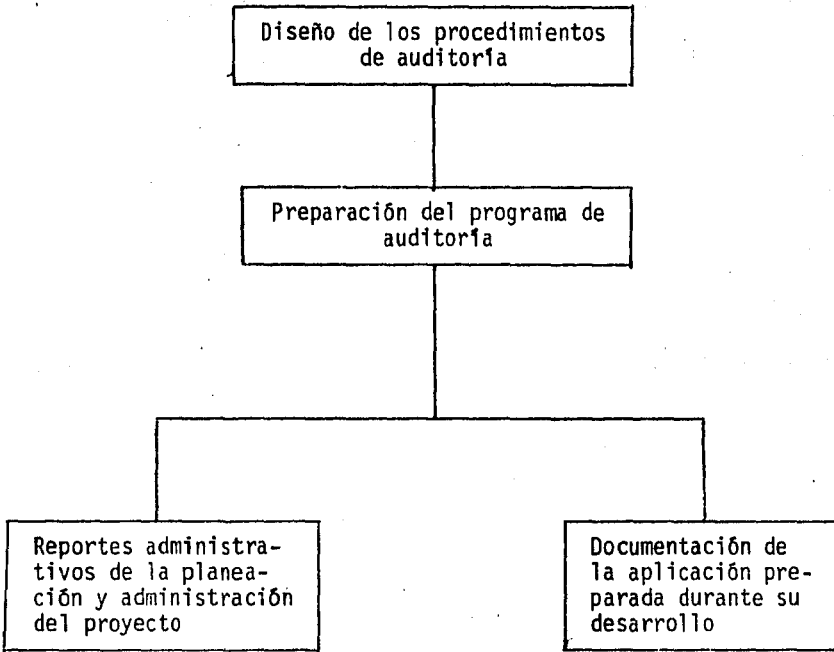 Diseño de los procedimientos
de auditoría
Preparación del programa de
auditoría
Reportes administra-
tivos de la planea-
ción y administración
del proyecto
Documentación de
la aplicación pre-
parada durante su
desarrollo